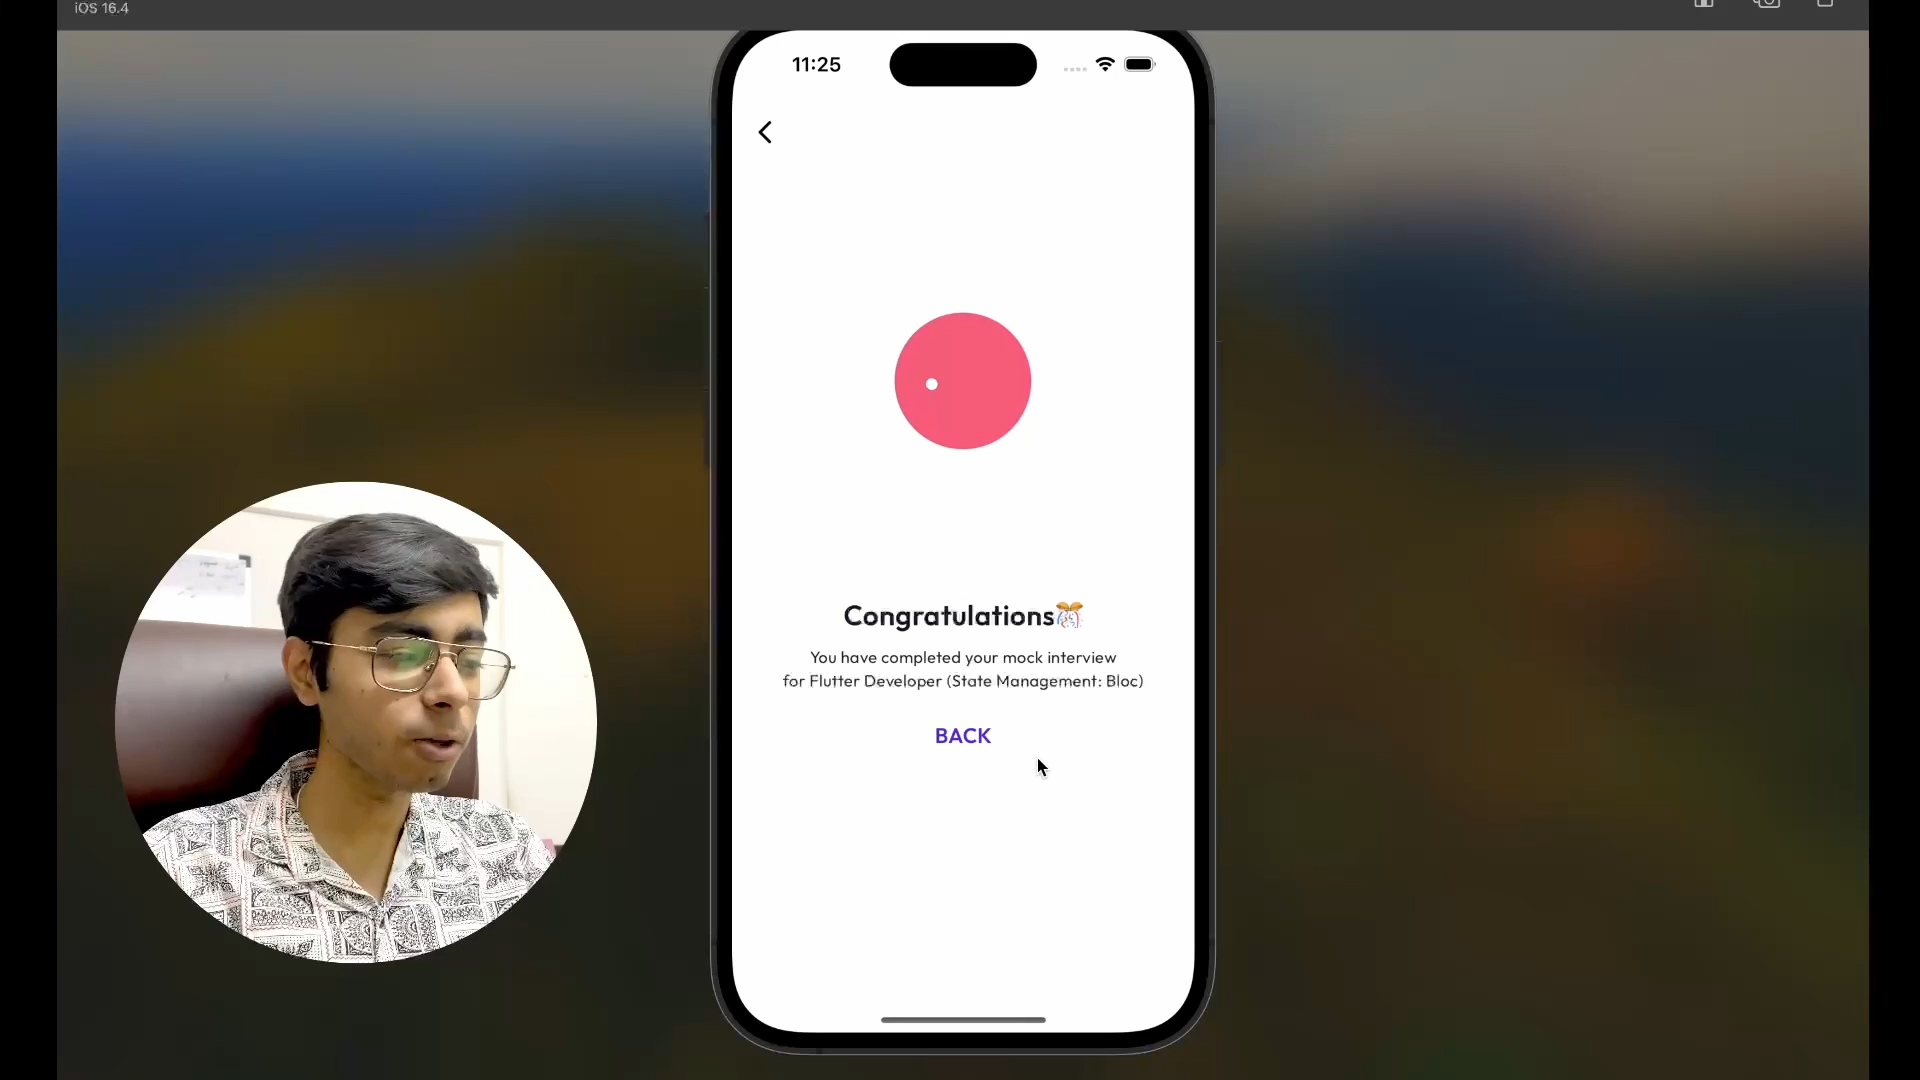 iOS 16.4
11:25
Congratulations🎊
You have completed your mock interview
for Flutter Developer (State Management: Bloc)
BACK